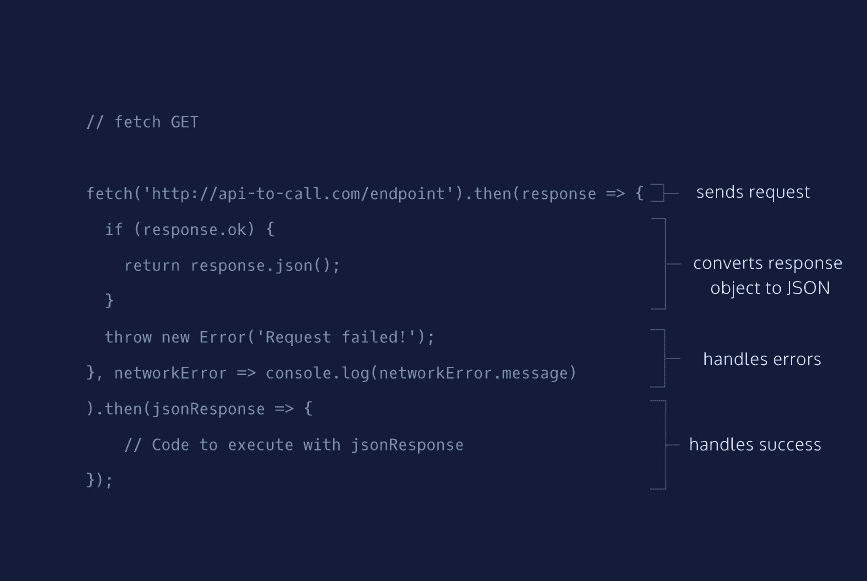 // fetch GET
fetch('http://api-to-call.com/endpoint').then(response => {
sends request
if (response.ok) {
return response.json();
}
converts response
object to JSON
throw new Error('Request failed!');
}, networkError => console.log(networkError.message)
handles errors
).then(jsonResponse => {
// Code to execute with jsonResponse
});
handles success